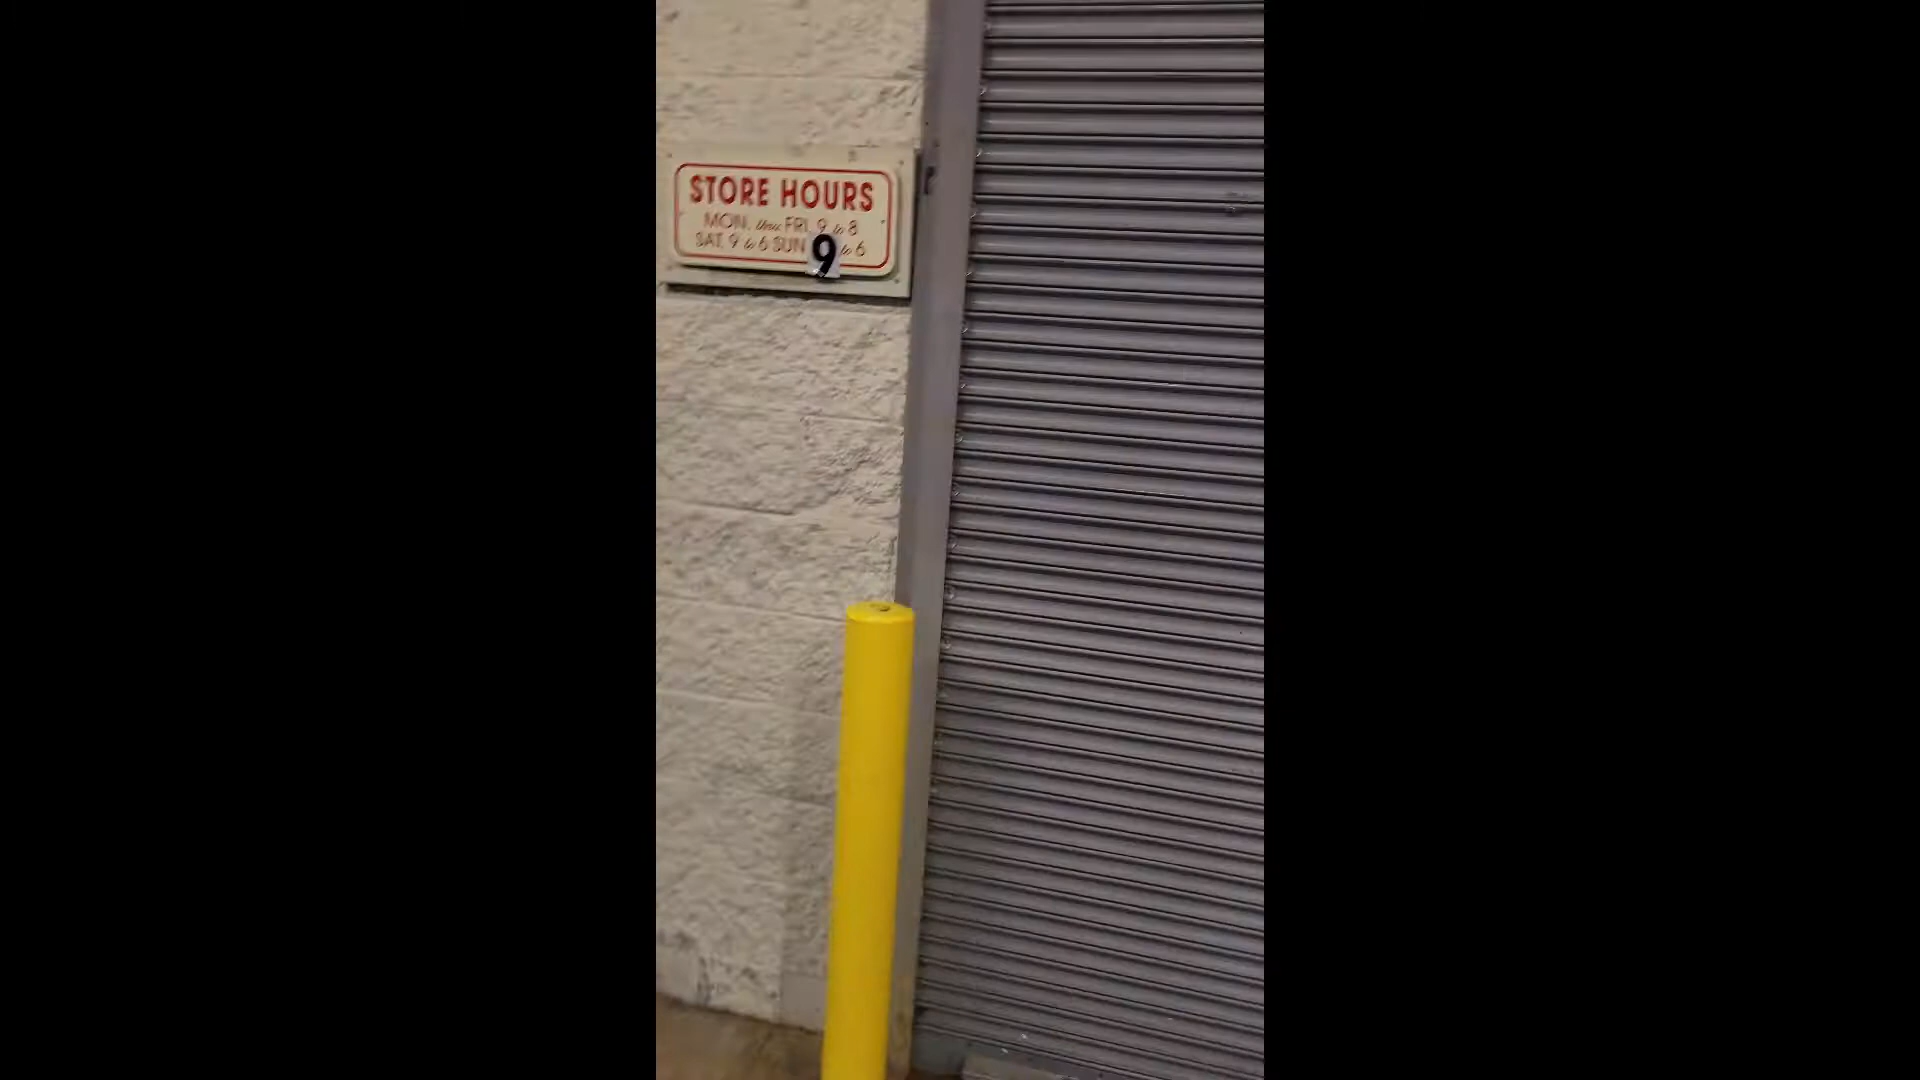 STORE HOURS
MON. thru FRI. 9 to 8
SAT. 9 to 6 SUN 9 to 6